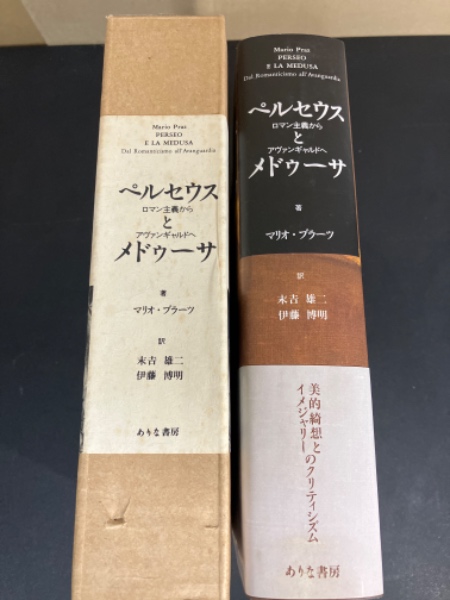 Mario Praz
PERSEO
E LA MEDUSA
Dal Romanticismo all'Avanguardia
ペルセウス
ロマン主義から
と
アヴァンギャルドへ
メドゥーサ
著
マリオ・プラーツ
訳
末吉 雄二
伊藤 博明
ありな書房
Mario Praz
PERSEO
E LA MEDUSA
Dal Romanticismo all'Avanguardia
ペルセウス
ロマン主義から
と
アヴァンギャルドへ
メドゥーサ
著
マリオ・プラーツ
訳
末吉 雄二
伊藤 博明
美的綺想とのクリティシズム
イメジャリー
ありな書房